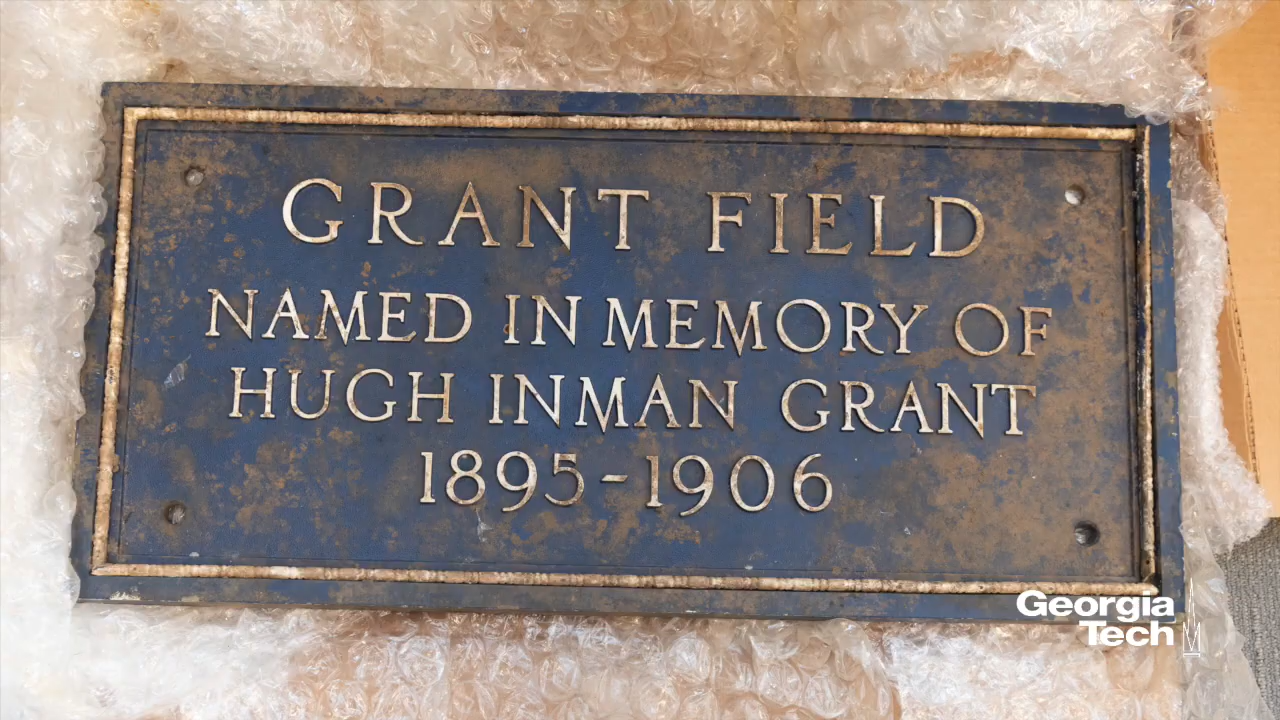 GRANT FIELD
NAMED IN MEMORY OF
HUGH INMAN GRANT
1895-1906
Georgia
Tech